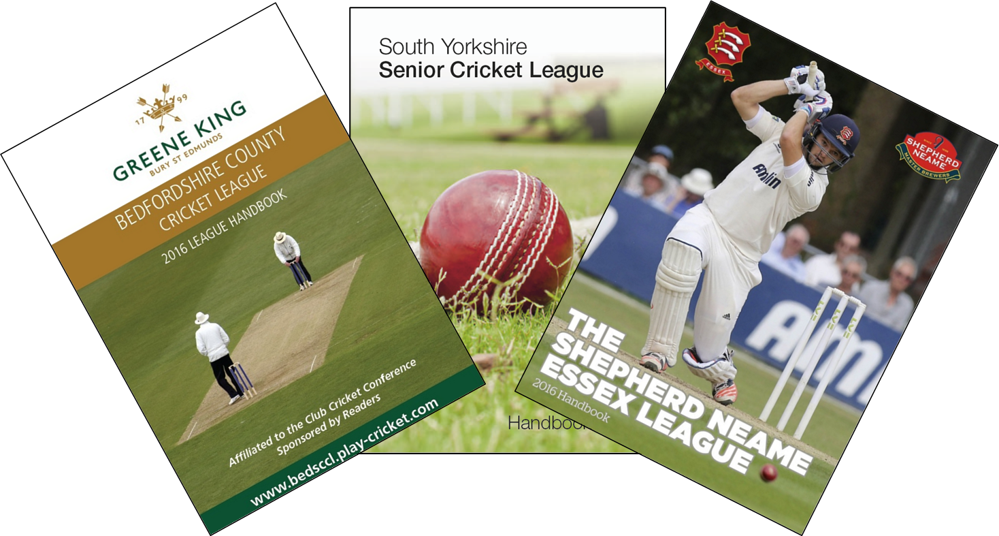 17 99
GREENE KING
BURY ST EDMUNDS
BEDFORDSHIRE COUNTY
CRICKET LEAGUE
2016 LEAGUE HANDBOOK
Affiliated to the Club Cricket Conference
Sponsored by Readers
www.bedsccl.play-cricket.com
South Yorkshire
Senior Cricket League
Handboo
ESSEX
SHEPHERD
NEAME
MASTER BREWERS
Amlin
THE
SHEPHERD NEAME
ESSEX LEAGUE
2016 Handbook